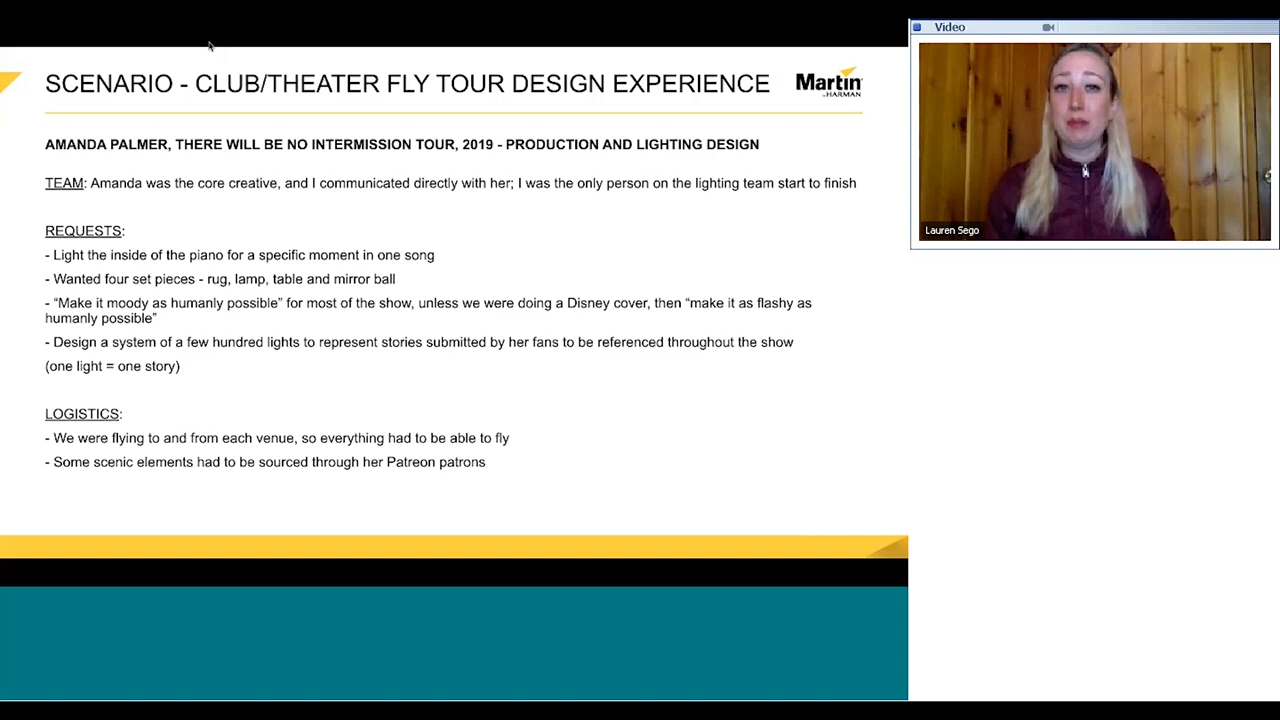 SCENARIO - CLUB/THEATER FLY TOUR DESIGN EXPERIENCE
Martin
by HARMAN
AMANDA PALMER, THERE WILL BE NO INTERMISSION TOUR, 2019 - PRODUCTION AND LIGHTING DESIGN
TEAM: Amanda was the core creative, and I communicated directly with her; I was the only person on the lighting team start to finish
REQUESTS:
- Light the inside of the piano for a specific moment in one song
- Wanted four set pieces - rug, lamp, table and mirror ball
- “Make it moody as humanly possible” for most of the show, unless we were doing a Disney cover, then “make it as flashy as
humanly possible”
- Design a system of a few hundred lights to represent stories submitted by her fans to be referenced throughout the show
(one light = one story)
LOGISTICS:
- We were flying to and from each venue, so everything had to be able to fly
- Some scenic elements had to be sourced through her Patreon patrons
Video
Lauren Sego